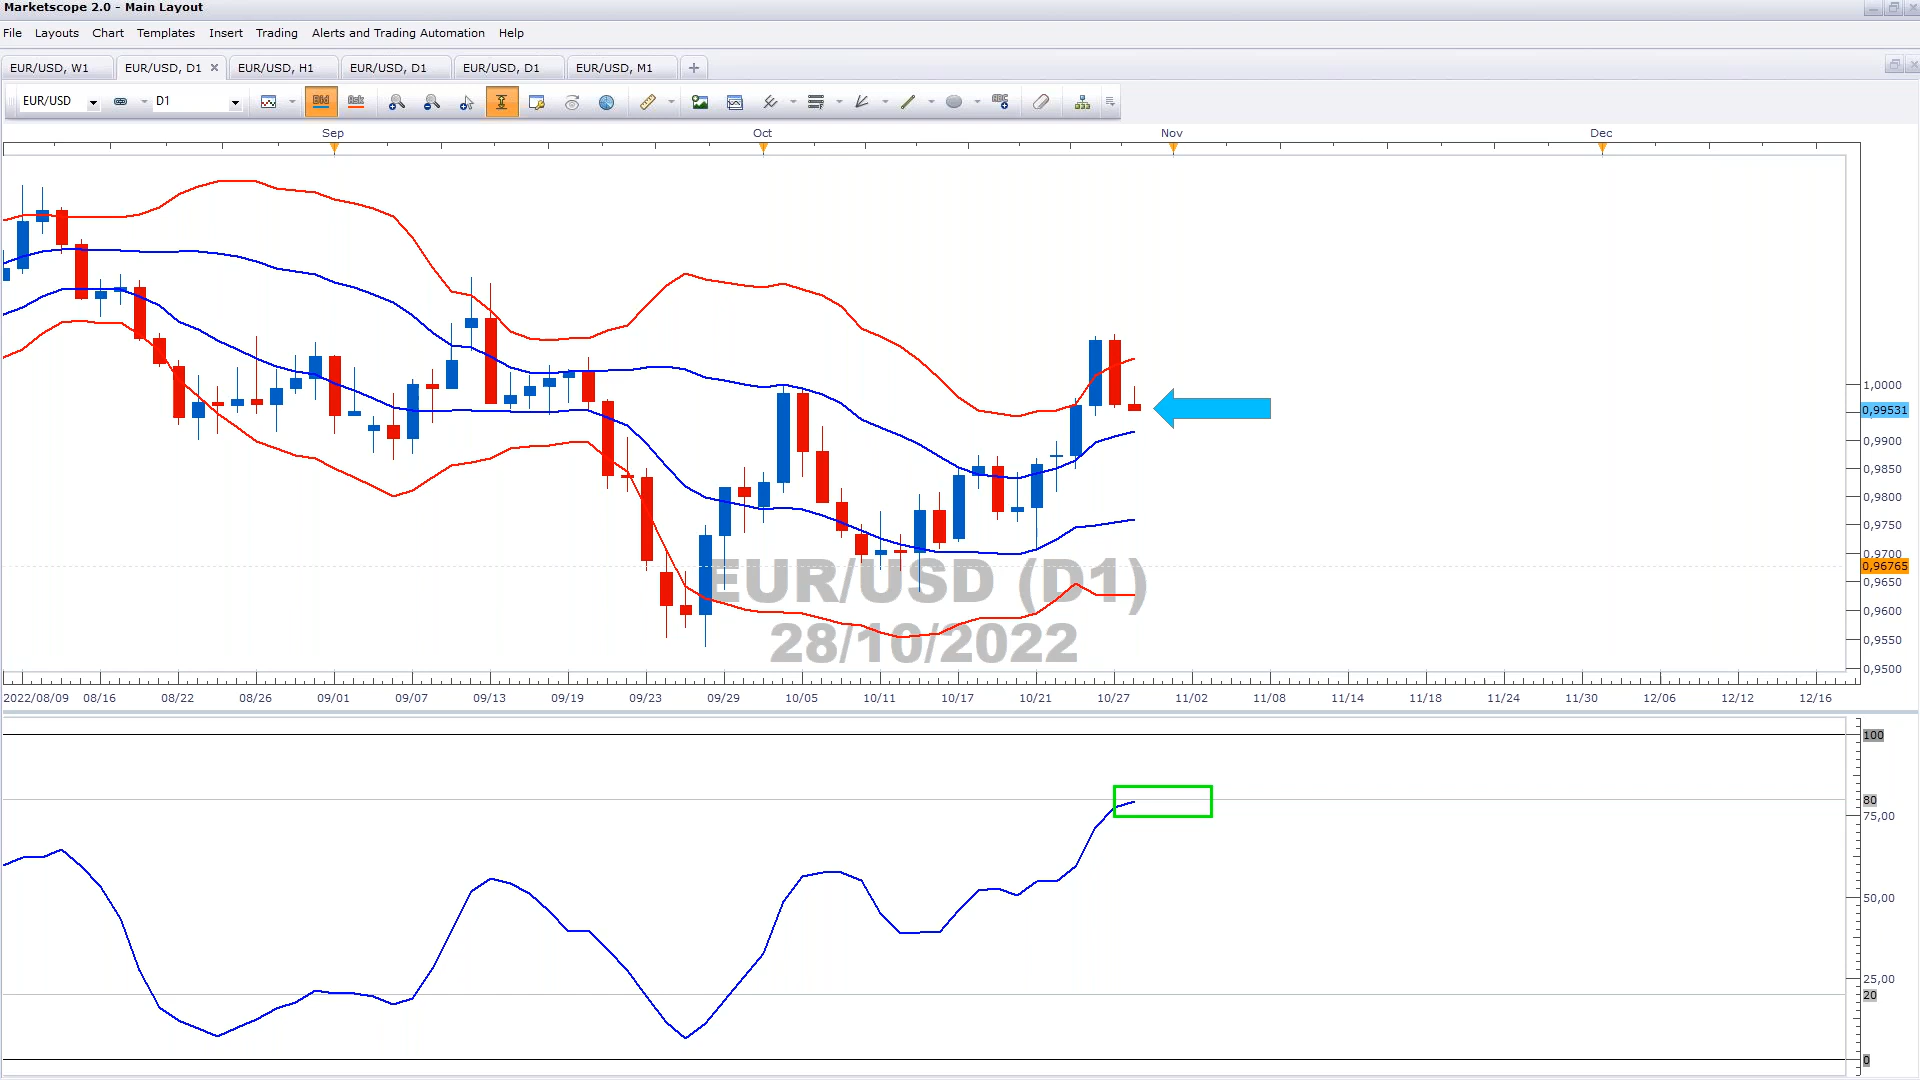 Marketscope 2.0 - Main Layout
File Layouts Chart Templates Insert Trading Alerts and Trading Automation Help
EUR/USD, W1 EUR/USD, D1 EUR/USD, H1 EUR/USD, D1 EUR/USD, D1 EUR/USD, M1
EUR/USD D1 Bid Ask ABC
Sep Oct Nov Dec
1,0000
0,99531
0,9900
0,9850
0,9800
0,9750
0,9700
0,96765
0,9650
0,9600
0,9550
0,9500
EUR/USD (D1)
28/10/2022
2022/08/09 08/16 08/22 08/26 09/01 09/07 09/13 09/19 09/23 09/29 10/05 10/11 10/17 10/21 10/27 11/02 11/08 11/14 11/18 11/24 11/30 12/06 12/12 12/16
100
80
75,00
50,00
25,00
20
0